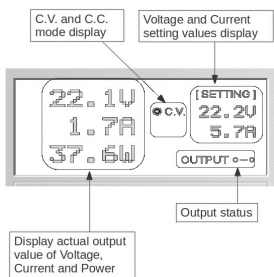 C.V. and C.C.
mode display
Voltage and Current
setting values display
22.1V
1.7A
37.6W
C.V.
[SETTING]
22.2V
5.7A
OUTPUT
Output status
Display actual output
value of Voltage,
Current and Power